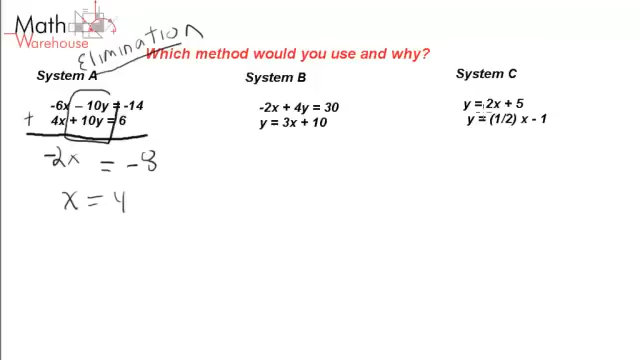 Math
Warehouse
Elimination
Which method would you use and why?
System A
-6x – 10y = -14
+ 4x + 10y = 6
-2x = -8
x = 4
System B
-2x + 4y = 30
y = 3x + 10
System C
y = 2x + 5
y = (1/2) x - 1